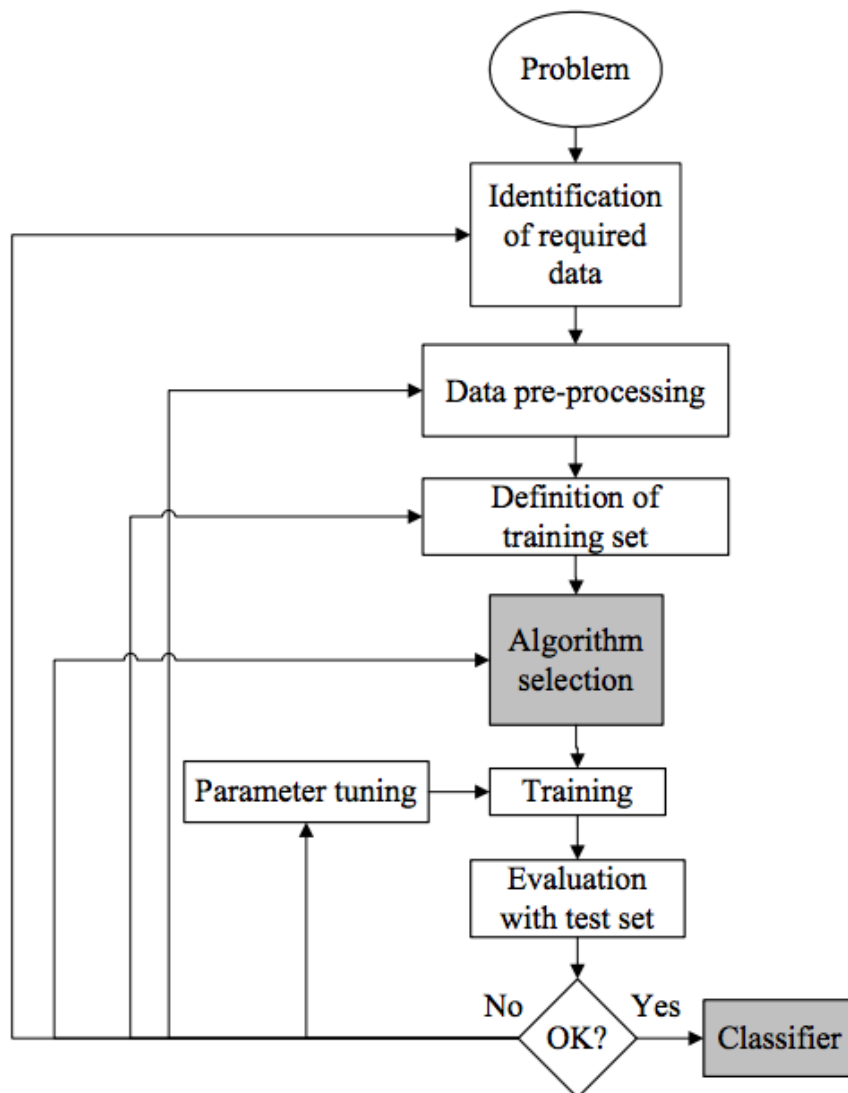 Problem
Identification
of required
data
Data pre-processing
Definition of
training set
Algorithm
selection
Parameter tuning
Training
Evaluation
with test set
No
Yes
OK?
Classifier